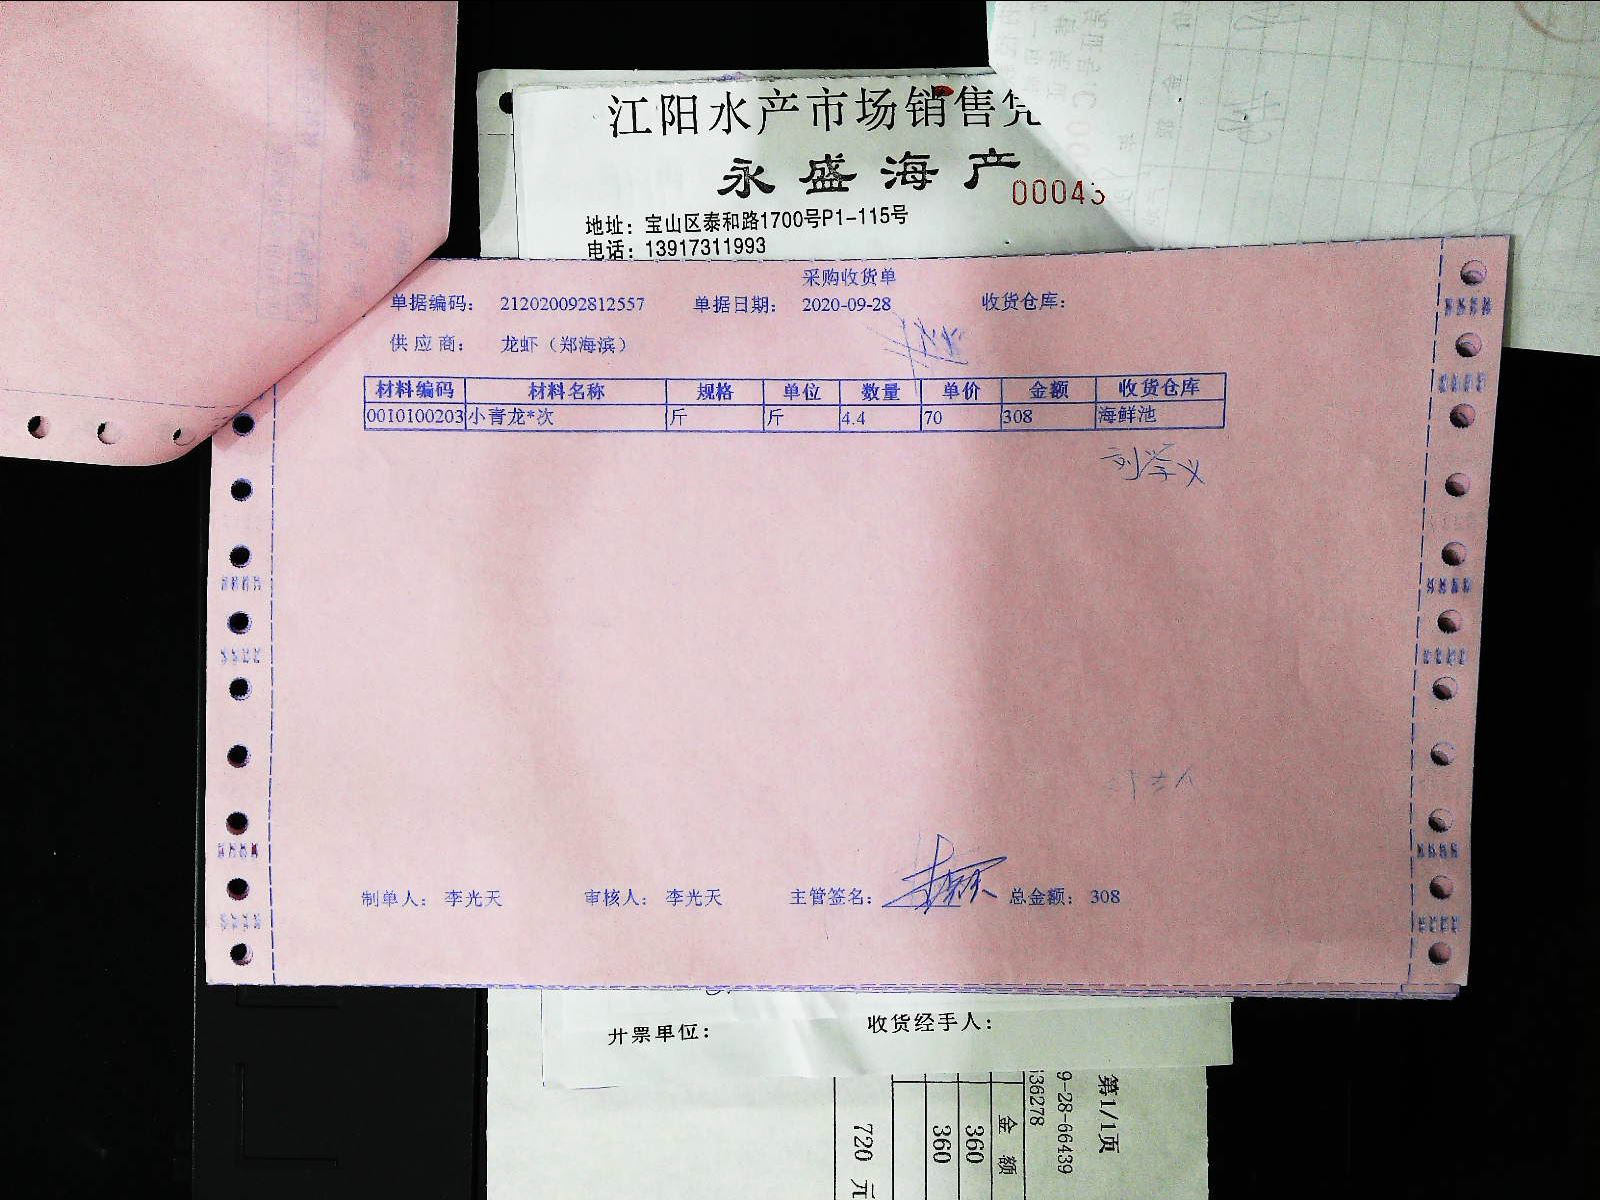 江阳水产市场销售凭
永盛海产
00043
地址：宝山区泰和路1700号P1-115号
电话：13917311993
采购收货单
单据编码： 212020092812557 单据日期： 2020-09-28 收货仓库：
供应商： 龙虾（郑海滨）
材料编码 材料名称 规格 单位 数量 单价 金额 收货仓库
0010100203 小青龙*次 斤 斤 4.4 70 308 海鲜池
制单人： 李光天 审核人： 李光天 主管签名： 总金额： 308
开票单位： 收货经手人：
第1/1页
9-28-66439
136278
金额
360
360
720 元